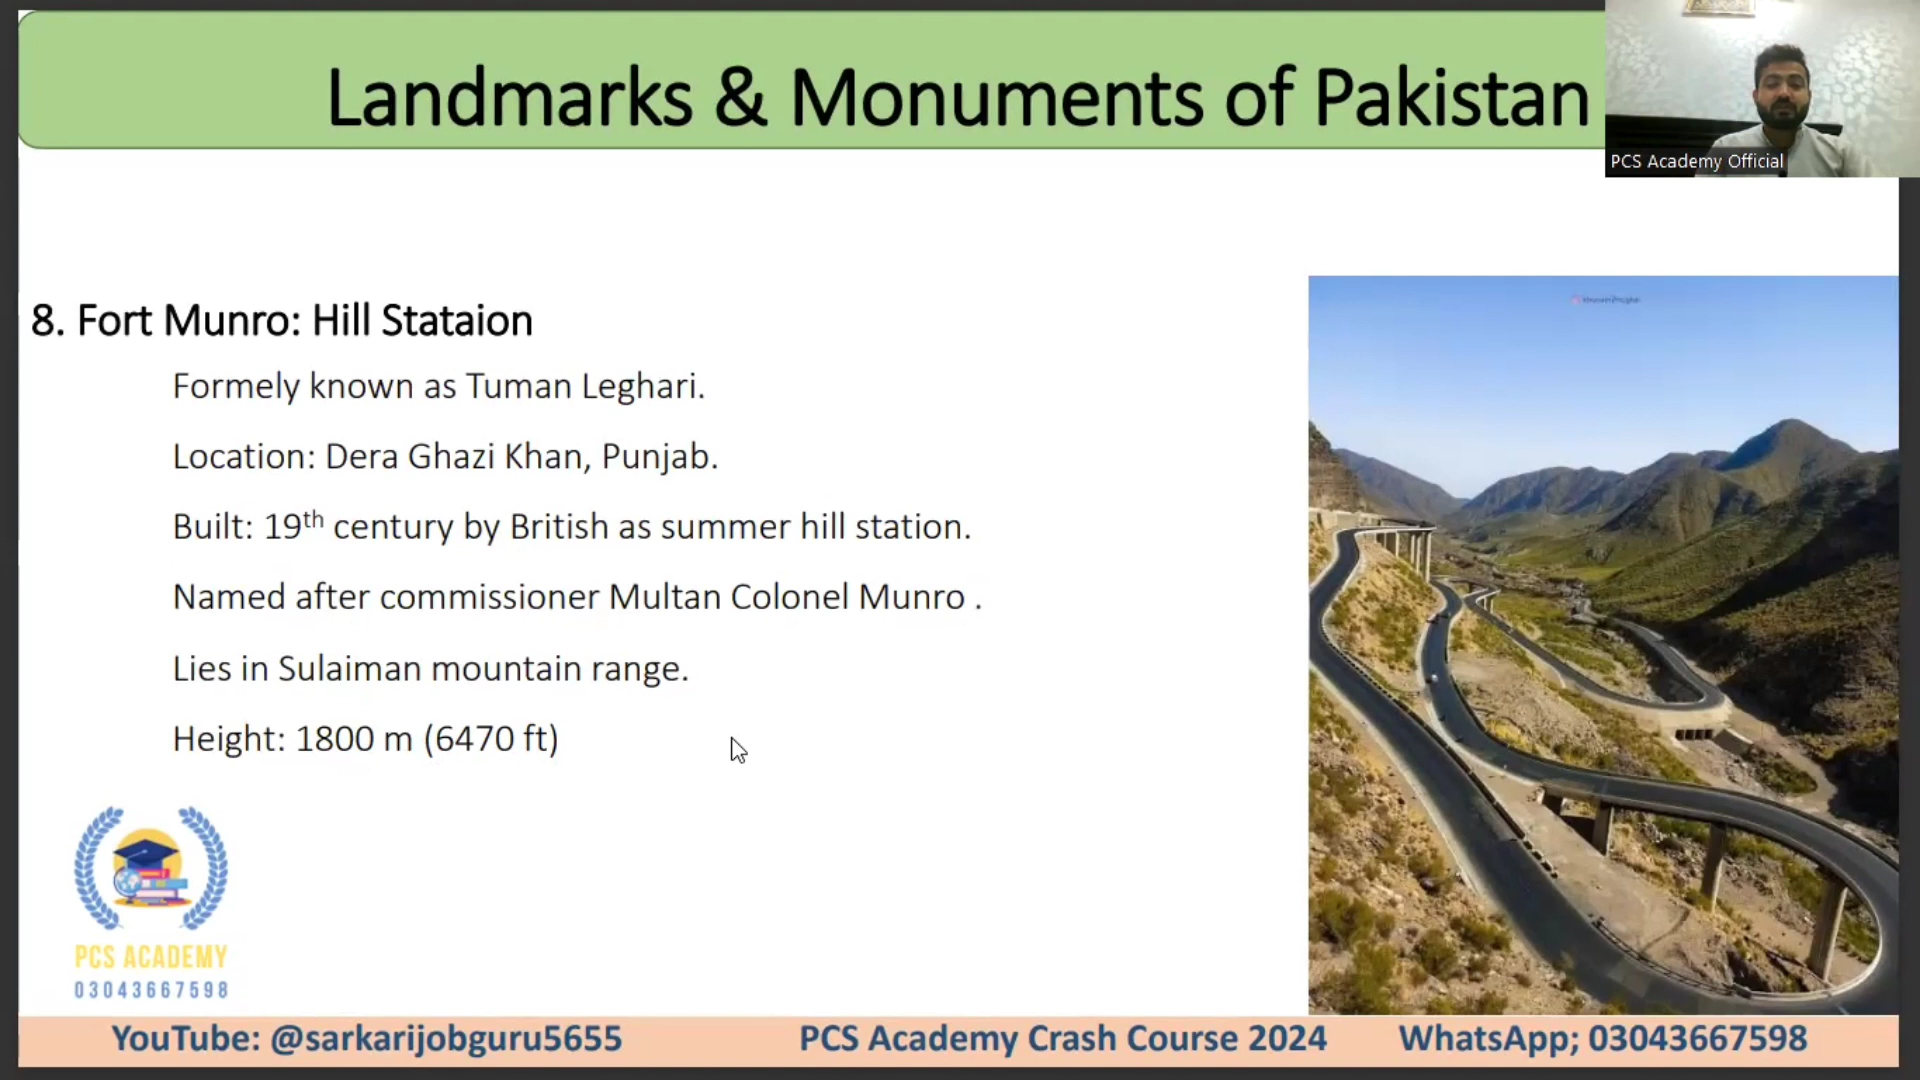 Landmarks & Monuments of Pakistan
PCS Academy Official
8. Fort Munro: Hill Stataion
Formely known as Tuman Leghari.
Location: Dera Ghazi Khan, Punjab.
Built: 19th century by British as summer hill station.
Named after commissioner Multan Colonel Munro .
Lies in Sulaiman mountain range.
Height: 1800 m (6470 ft)
PCS ACADEMY
03043667598
YouTube: @sarkarijobguru5655 PCS Academy Crash Course 2024 WhatsApp; 03043667598